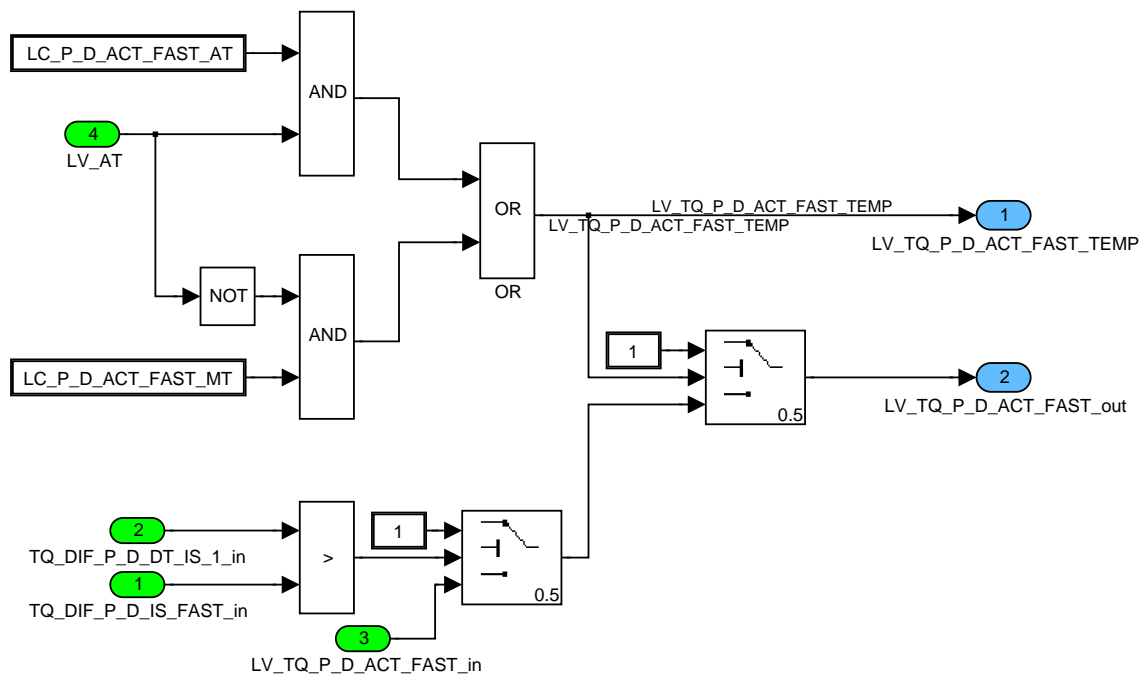 LC_P_D_ACT_FAST_AT
AND
4
LV_AT
OR
OR
LV_TQ_P_D_ACT_FAST_TEMP
LV_TQ_P_D_ACT_FAST_TEMP
1
LV_TQ_P_D_ACT_FAST_TEMP
NOT
AND
LC_P_D_ACT_FAST_MT
1
0.5
2
LV_TQ_P_D_ACT_FAST_out
2
TQ_DIF_P_D_DT_IS_1_in
1
TQ_DIF_P_D_IS_FAST_in
>
1
0.5
3
LV_TQ_P_D_ACT_FAST_in